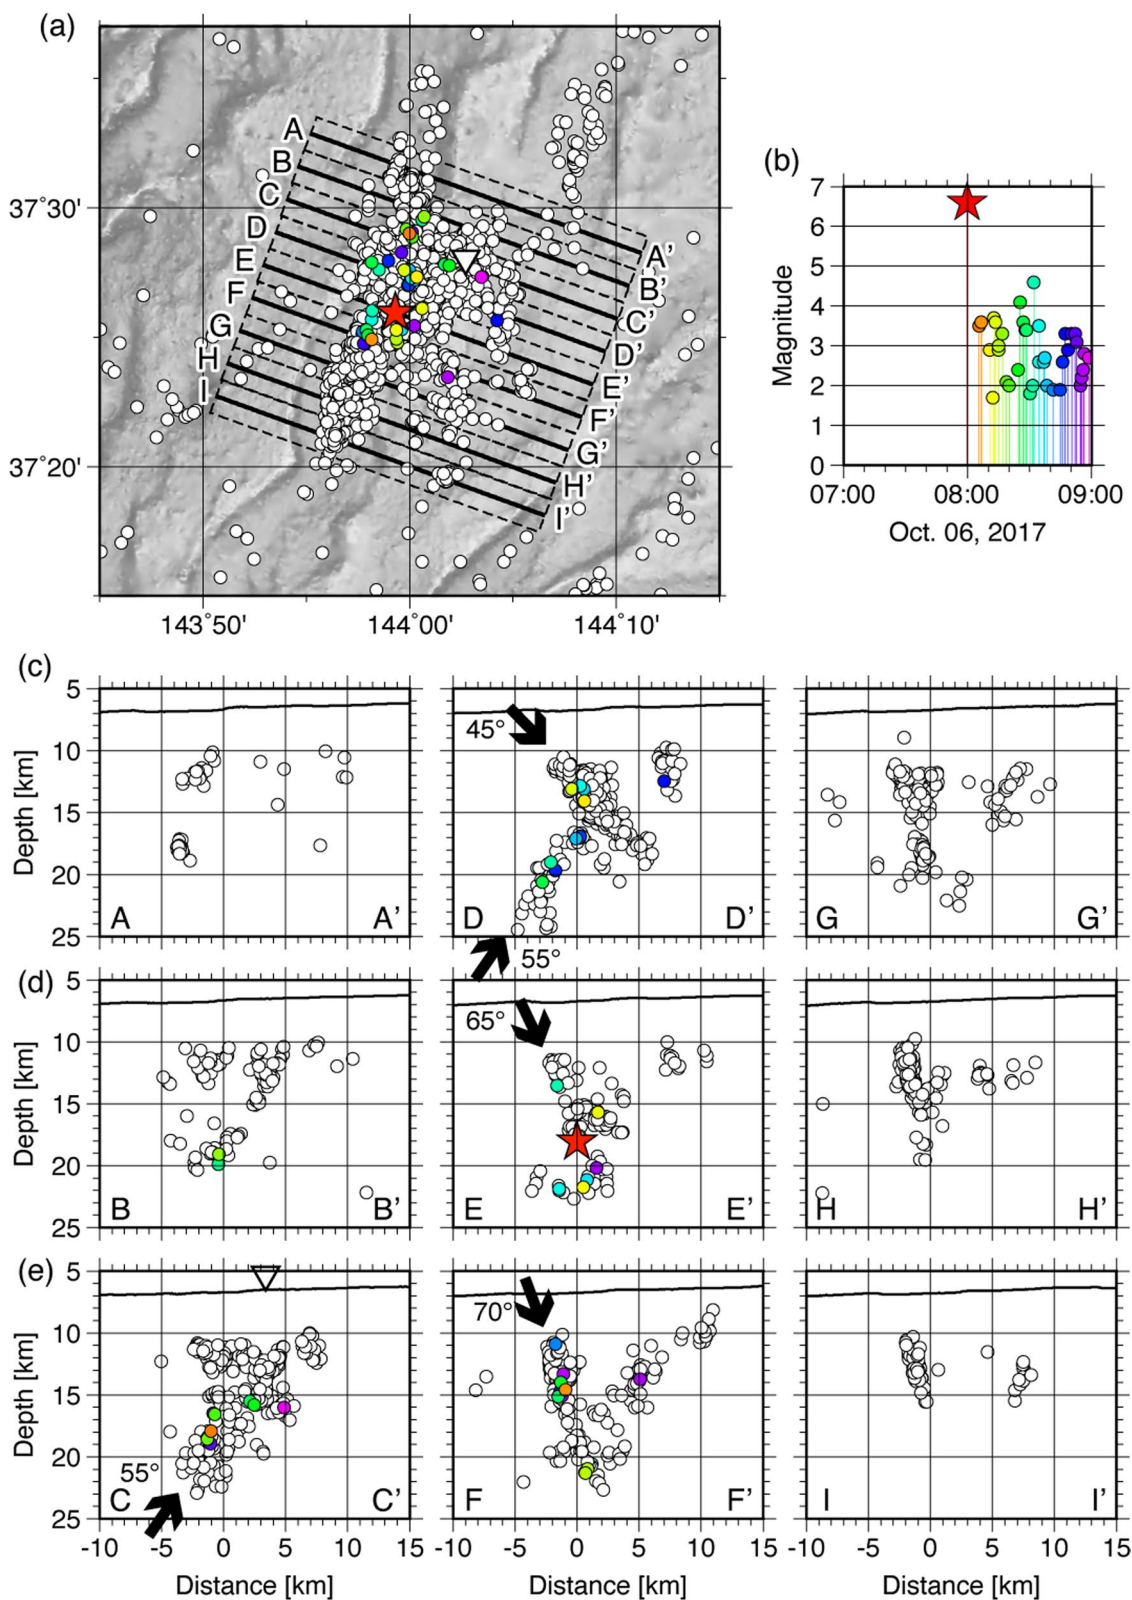 (a)
A
B
C
D
E
F
G
H
I
A'
B'
C'
D'
E'
F'
G'
H'
I'
37°30'
37°20'
143°50' 144°00' 144°10'
(b)
Magnitude
7
6
5
4
3
2
1
0
07:00 08:00 09:00
Oct. 06, 2017
(c)
Depth [km]
5
10
15
20
25
A A’
45°
55°
D D’
G G’
(d)
Depth [km]
5
10
15
20
25
B B’
65°
E E’
H H’
(e)
Depth [km]
5
10
15
20
25
55°
C C’
70°
F F’
I I’
-10 -5 0 5 10 15
-10 -5 0 5 10 15
-10 -5 0 5 10 15
Distance [km] Distance [km] Distance [km]